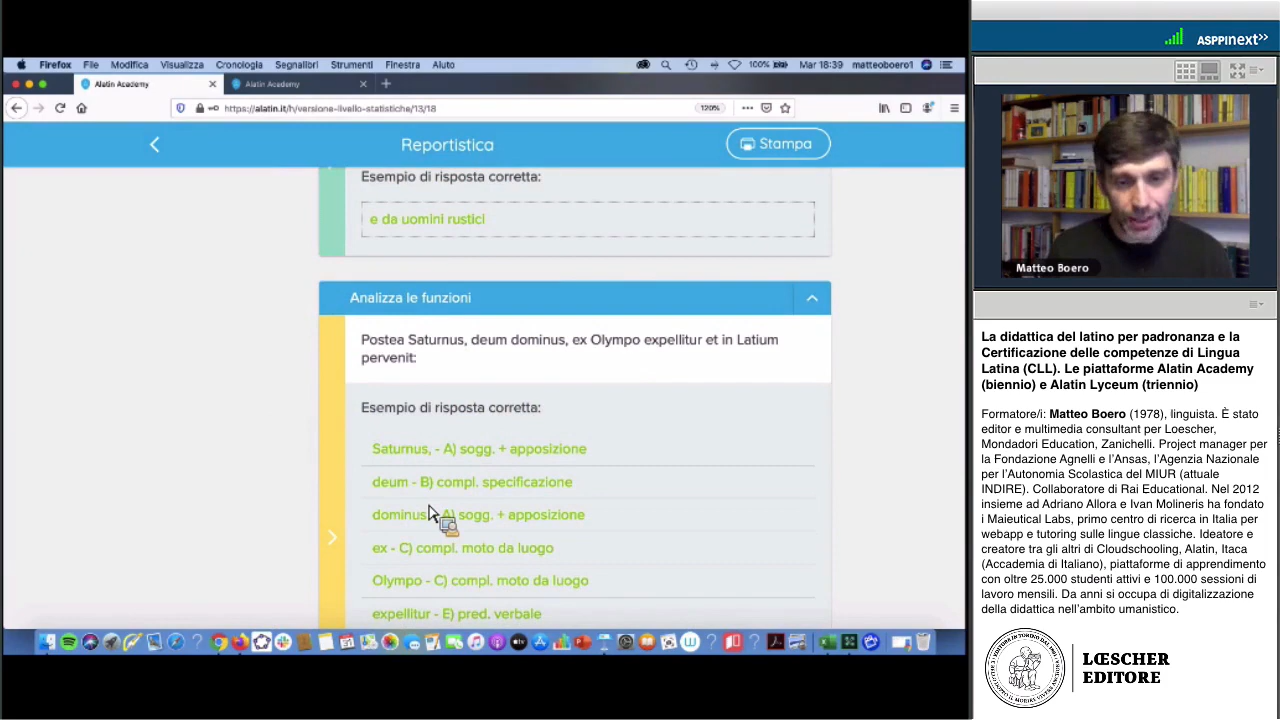 Firefox File Modifica Visualizza Cronologia Segnalibri Strumenti Finestra Aiuto
100% Mar 18:39 matteoboero1
Alatin Academy
Alatin Academy
https://alatin.it/h/versione-livello-statistiche/13/18
120%
Reportistica
Stampa
Esempio di risposta corretta:
e da uomini rustici
Analizza le funzioni
Postea Saturnus, deum dominus, ex Olympo expellitur et in Latium
pervenit:
Esempio di risposta corretta:
Saturnus, - A) sogg. + apposizione
deum - B) compl. specificazione
dominus, A) sogg. + apposizione
ex - C) compl. moto da luogo
Olympo - C) compl. moto da luogo
expellitur - E) pred. verbale
ASPPInext>>
Matteo Boero
La didattica del latino per padronanza e la
Certificazione delle competenze di Lingua
Latina (CLL). Le piattaforme Alatin Academy
(biennio) e Alatin Lyceum (triennio)
Formatore/i: Matteo Boero (1978), linguista. È stato
editor e multimedia consultant per Loescher,
Mondadori Education, Zanichelli. Project manager per
la Fondazione Agnelli e l'Ansas, l'Agenzia Nazionale
per l'Autonomia Scolastica del MIUR (attuale
INDIRE). Collaboratore di Rai Educational. Nel 2012
insieme ad Adriano Allora e Ivan Molineris ha fondato
i Maieutical Labs, primo centro di ricerca in Italia per
webapp e tutoring sulle lingue classiche. Ideatore e
creatore tra gli altri di Cloudschooling, Alatin, Itaca
(Accademia di Italiano), piattaforme di apprendimento
con oltre 25.000 studenti attivi e 100.000 sessioni di
lavoro mensili. Da anni si occupa di digitalizzazione
della didattica nell'ambito umanistico.
LŒSCHER
EDITORE